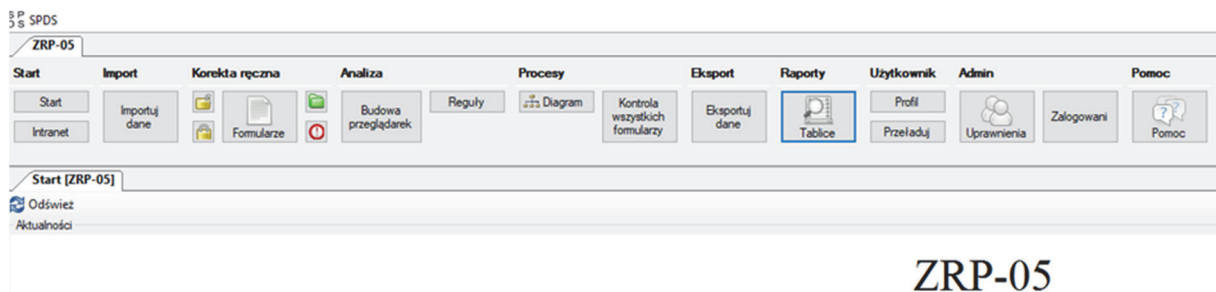 SP
DS SPDS
ZRP-05
Start Import Korekta ręczna Analiza Procesy Eksport Raporty Użytkownik Admin Pomoc
Start Importuj dane Formularze Budowa przeglądarek Reguły Diagram Kontrola wszystkich formularzy Eksportuj dane Tablice Profil Uprawnienia Zalogowani Pomoc
Intranet Przeładuj
Start [ZRP-05]
Odśwież
Aktualności
ZRP-05